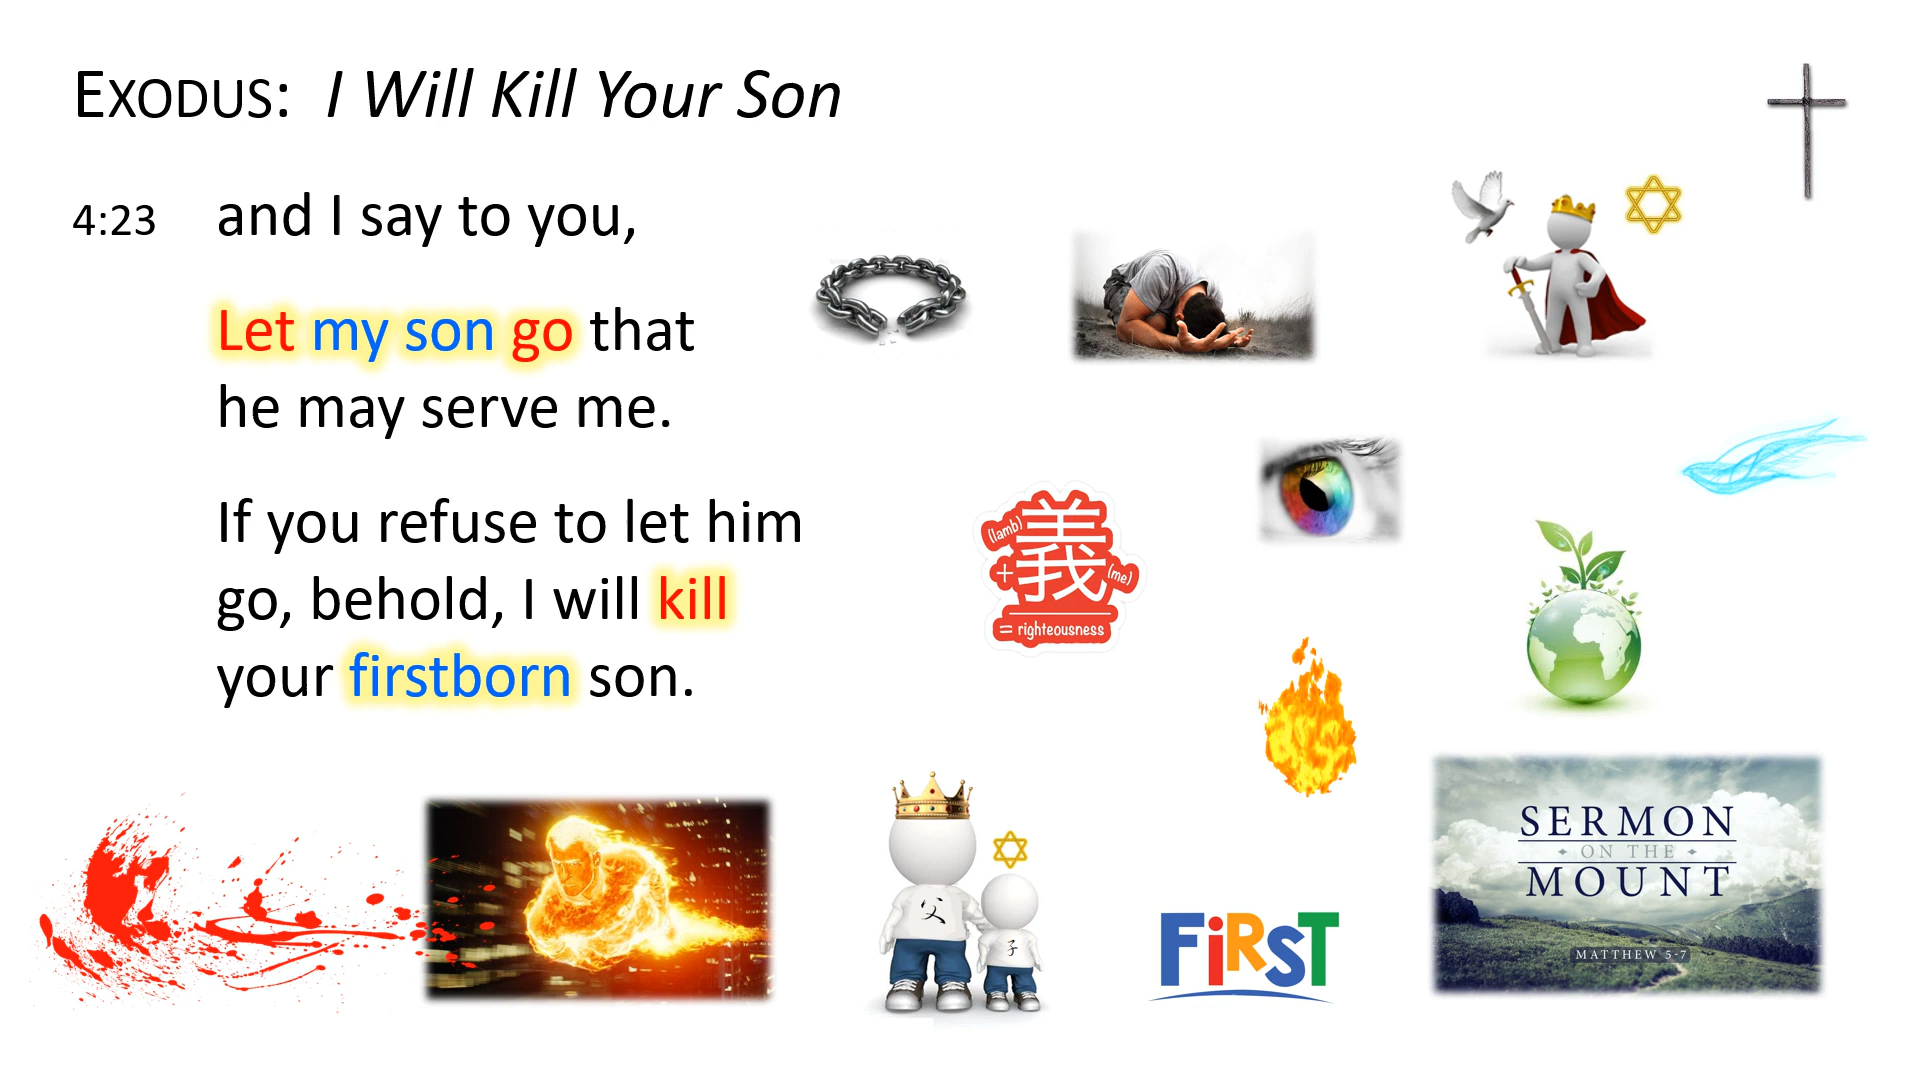 EXODUS: I Will Kill Your Son
4:23 and I say to you,
Let my son go that
he may serve me.
If you refuse to let him
go, behold, I will kill
your firstborn son.
(lamb)
+
義
(me)
= righteousness
父
子
FiRST
SERMON
ON THE
MOUNT
MATTHEW 5-7